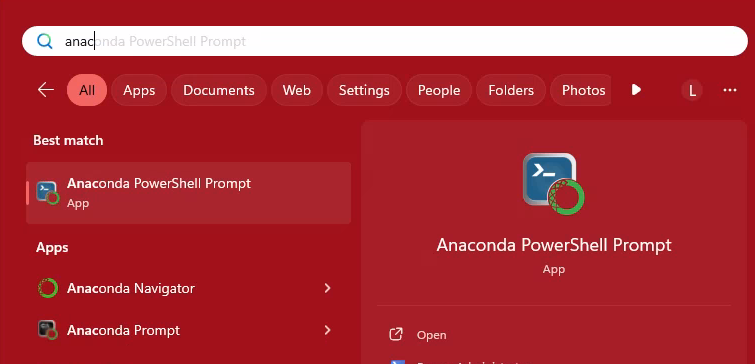 anaconda PowerShell Prompt
All Apps Documents Web Settings People Folders Photos L ...
Best match
Anaconda PowerShell Prompt
App
Apps
Anaconda Navigator
Anaconda Prompt
Anaconda PowerShell Prompt
App
Open